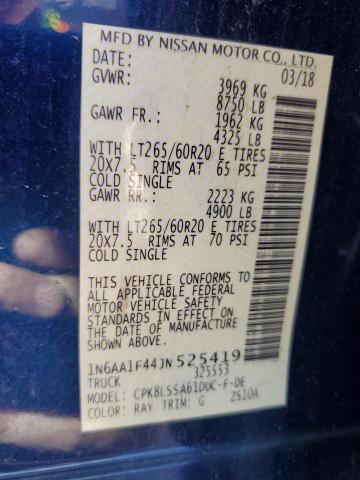 MFD BY NISSAN MOTOR CO., LTD.
DATE: 03/18
GVWR: 3969 KG
8750 LB
GAWR FR.: 1962 KG
4325 LB
WITH LT265/60R20 E TIRES
20X7.5 RIMS AT 65 PSI
COLD SINGLE
GAWR RR.: 2223 KG
4900 LB
WITH LT265/60R20 E TIRES
20X7.5 RIMS AT 70 PSI
COLD SINGLE
THIS VEHICLE CONFORMS TO
ALL APPLICABLE FEDERAL
MOTOR VEHICLE SAFETY
STANDARDS IN EFFECT ON
THE DATE OF MANUFACTURE
SHOWN ABOVE.
1N6AA1F44JN525419
TRUCK 325553
MODEL: CPK8LSSA61DUC-F-DE
COLOR: RAY TRIM: G ZS10A